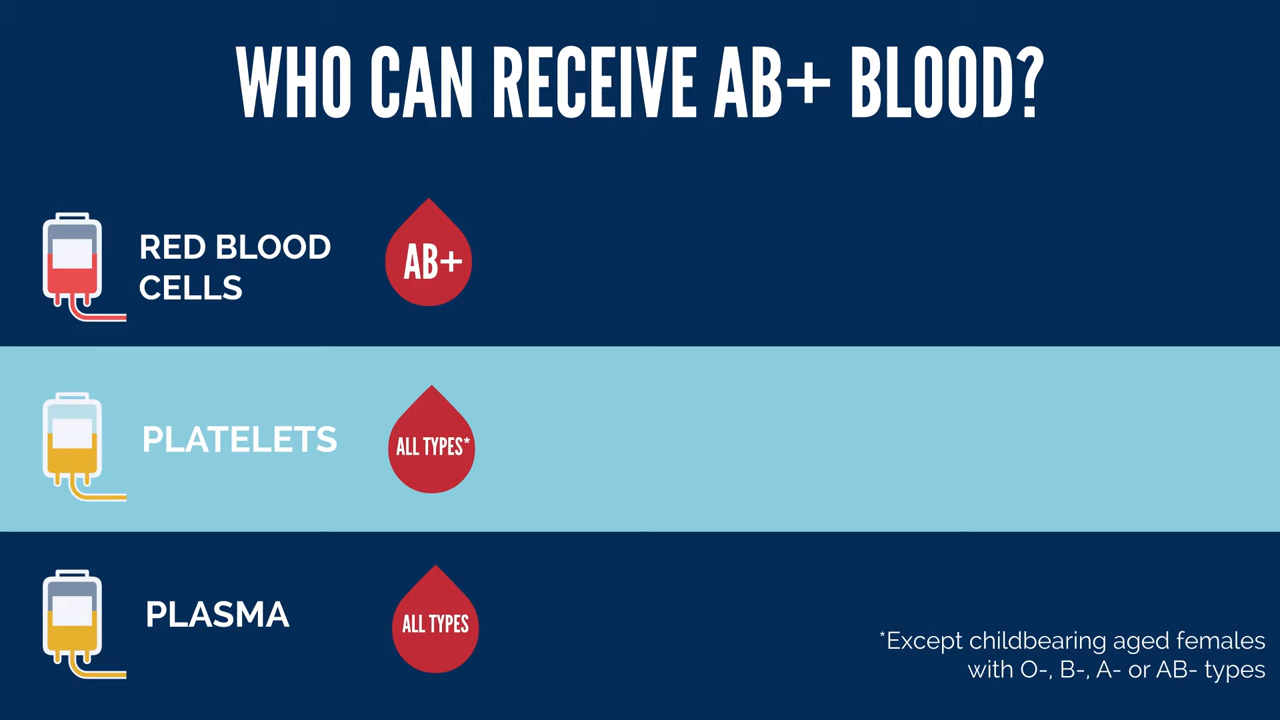 WHO CAN RECEIVE AB+ BLOOD?
RED BLOOD
CELLS
AB+
PLATELETS
ALL TYPES*
PLASMA
ALL TYPES
*Except childbearing aged females
with O-, B-, A- or AB- types